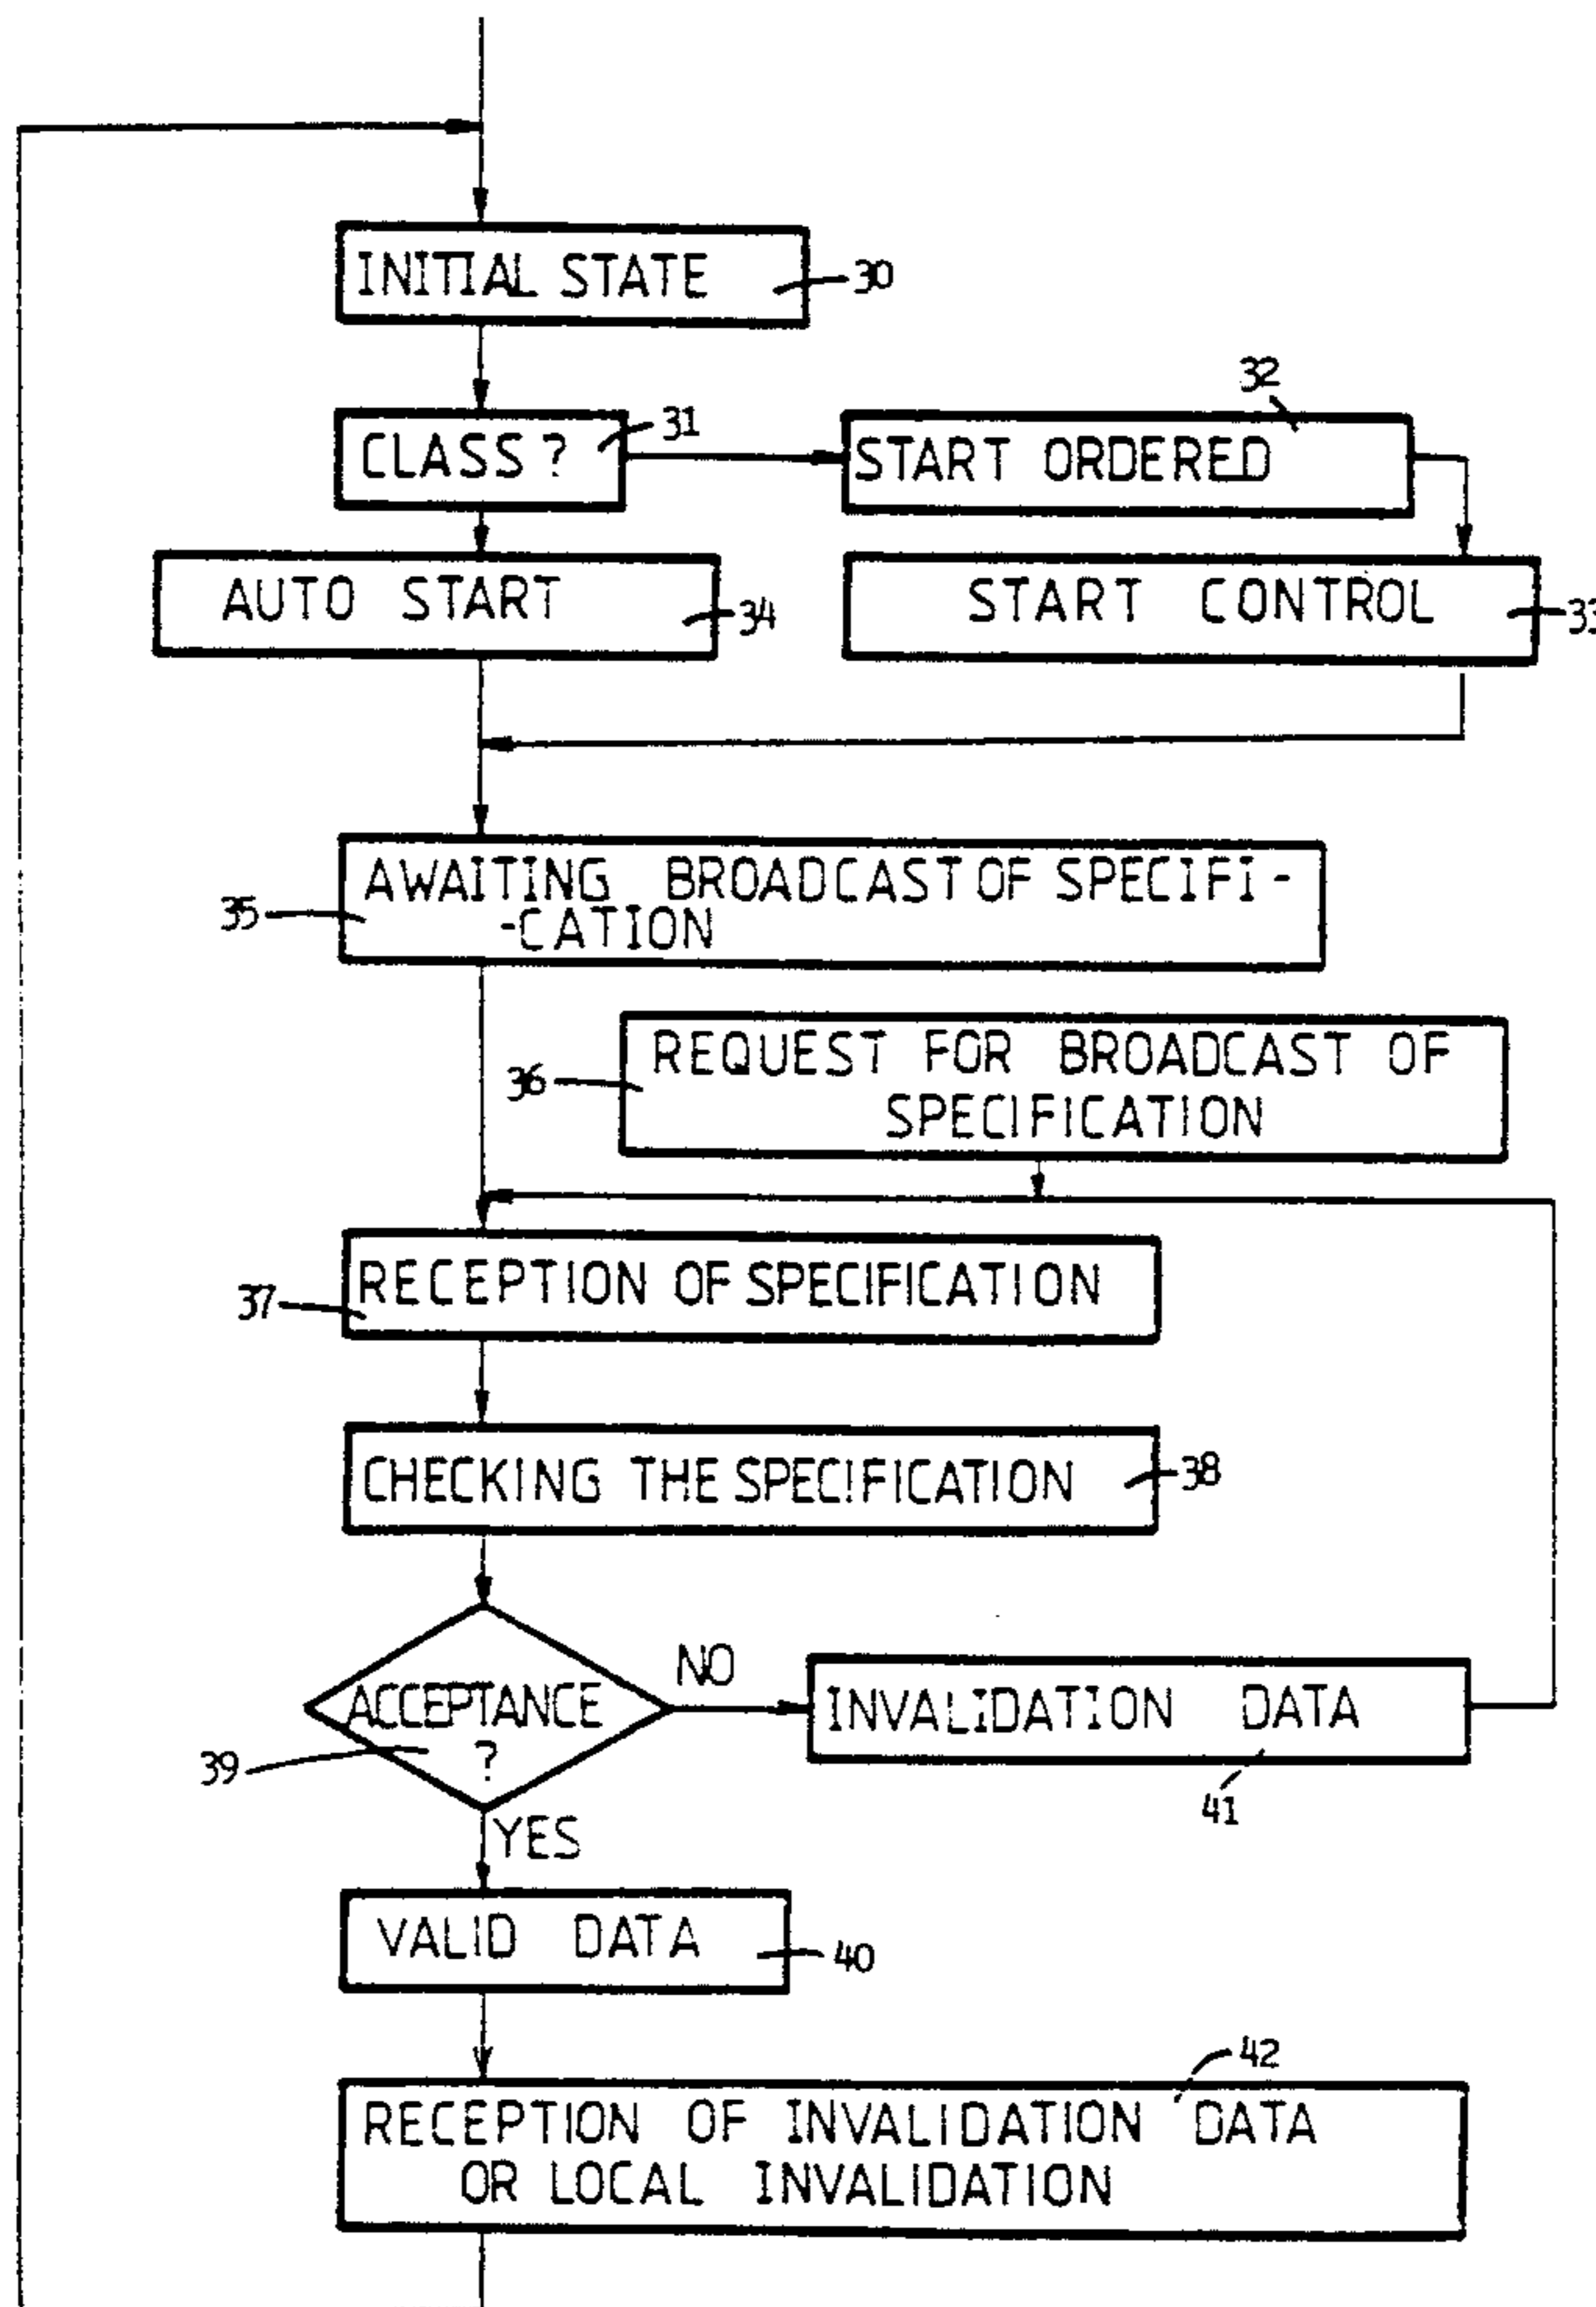 INITIAL STATE
30
CLASS ?
31
32
START ORDERED
AUTO START
34
START CONTROL
33
AWAITING BROADCAST OF SPECIFI-
-CATION
35
REQUEST FOR BROADCAST OF
SPECIFICATION
36
RECEPTION OF SPECIFICATION
37
CHECKING THE SPECIFICATION
38
ACCEPTANCE
?
39
NO
INVALIDATION DATA
41
YES
VALID DATA
40
42
RECEPTION OF INVALIDATION DATA
OR LOCAL INVALIDATION